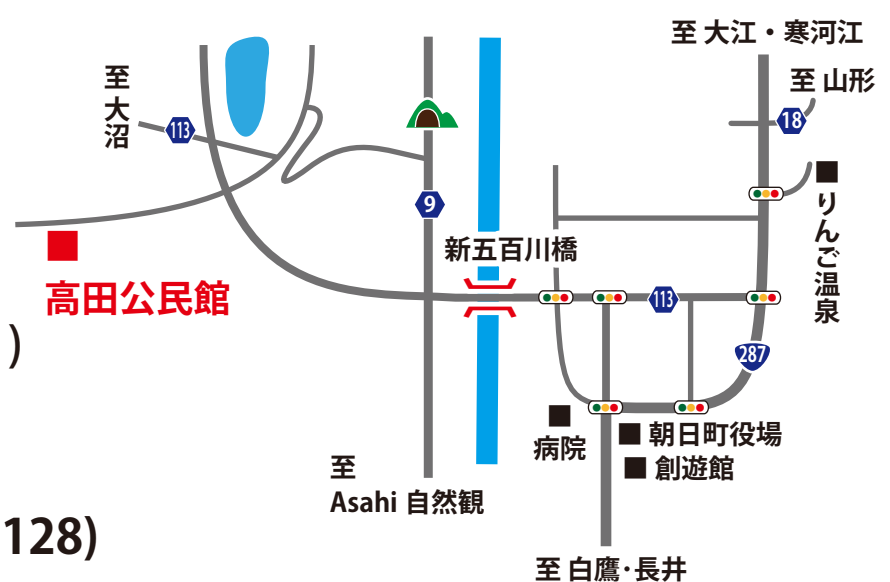 至 大江・寒河江
至 山形
至 大沼
113
18
9
りんご温泉
新五百川橋
高田公民館
113
)
287
病院
朝日町役場
創遊館
至
Asahi 自然観
128)
至 白鷹・長井